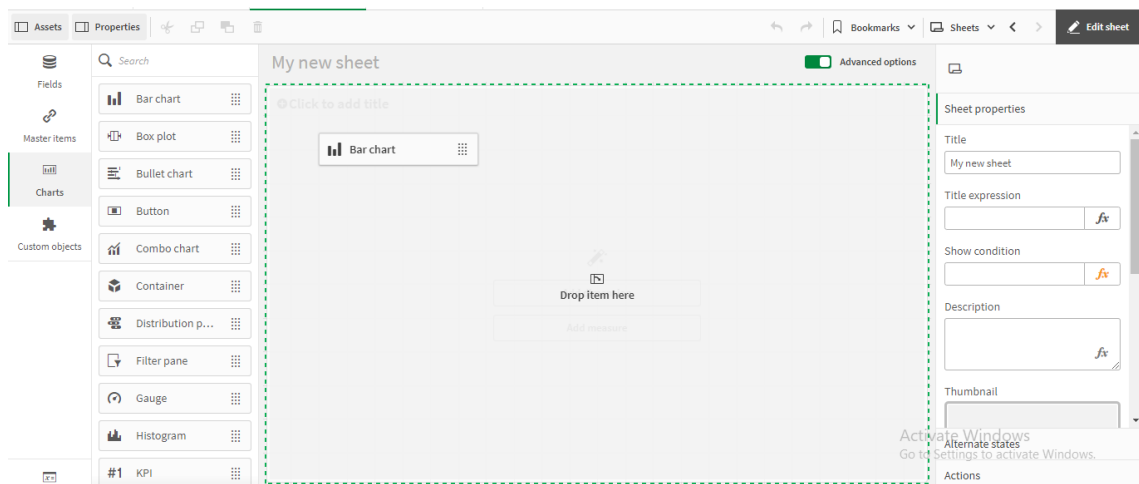 Assets
Properties
Bookmarks
Sheets
Edit sheet
Fields
Master items
Charts
Custom objects
Search
Bar chart
Box plot
Bullet chart
Button
Combo chart
Container
Distribution p...
Filter pane
Gauge
Histogram
#1 KPI
My new sheet
Advanced options
Click to add title
Bar chart
Drop item here
Add measure
Sheet properties
Title
My new sheet
Title expression
fx
Show condition
fx
Description
fx
Thumbnail
Activate Windows
Alternate states
Go to Settings to activate Windows.
Actions